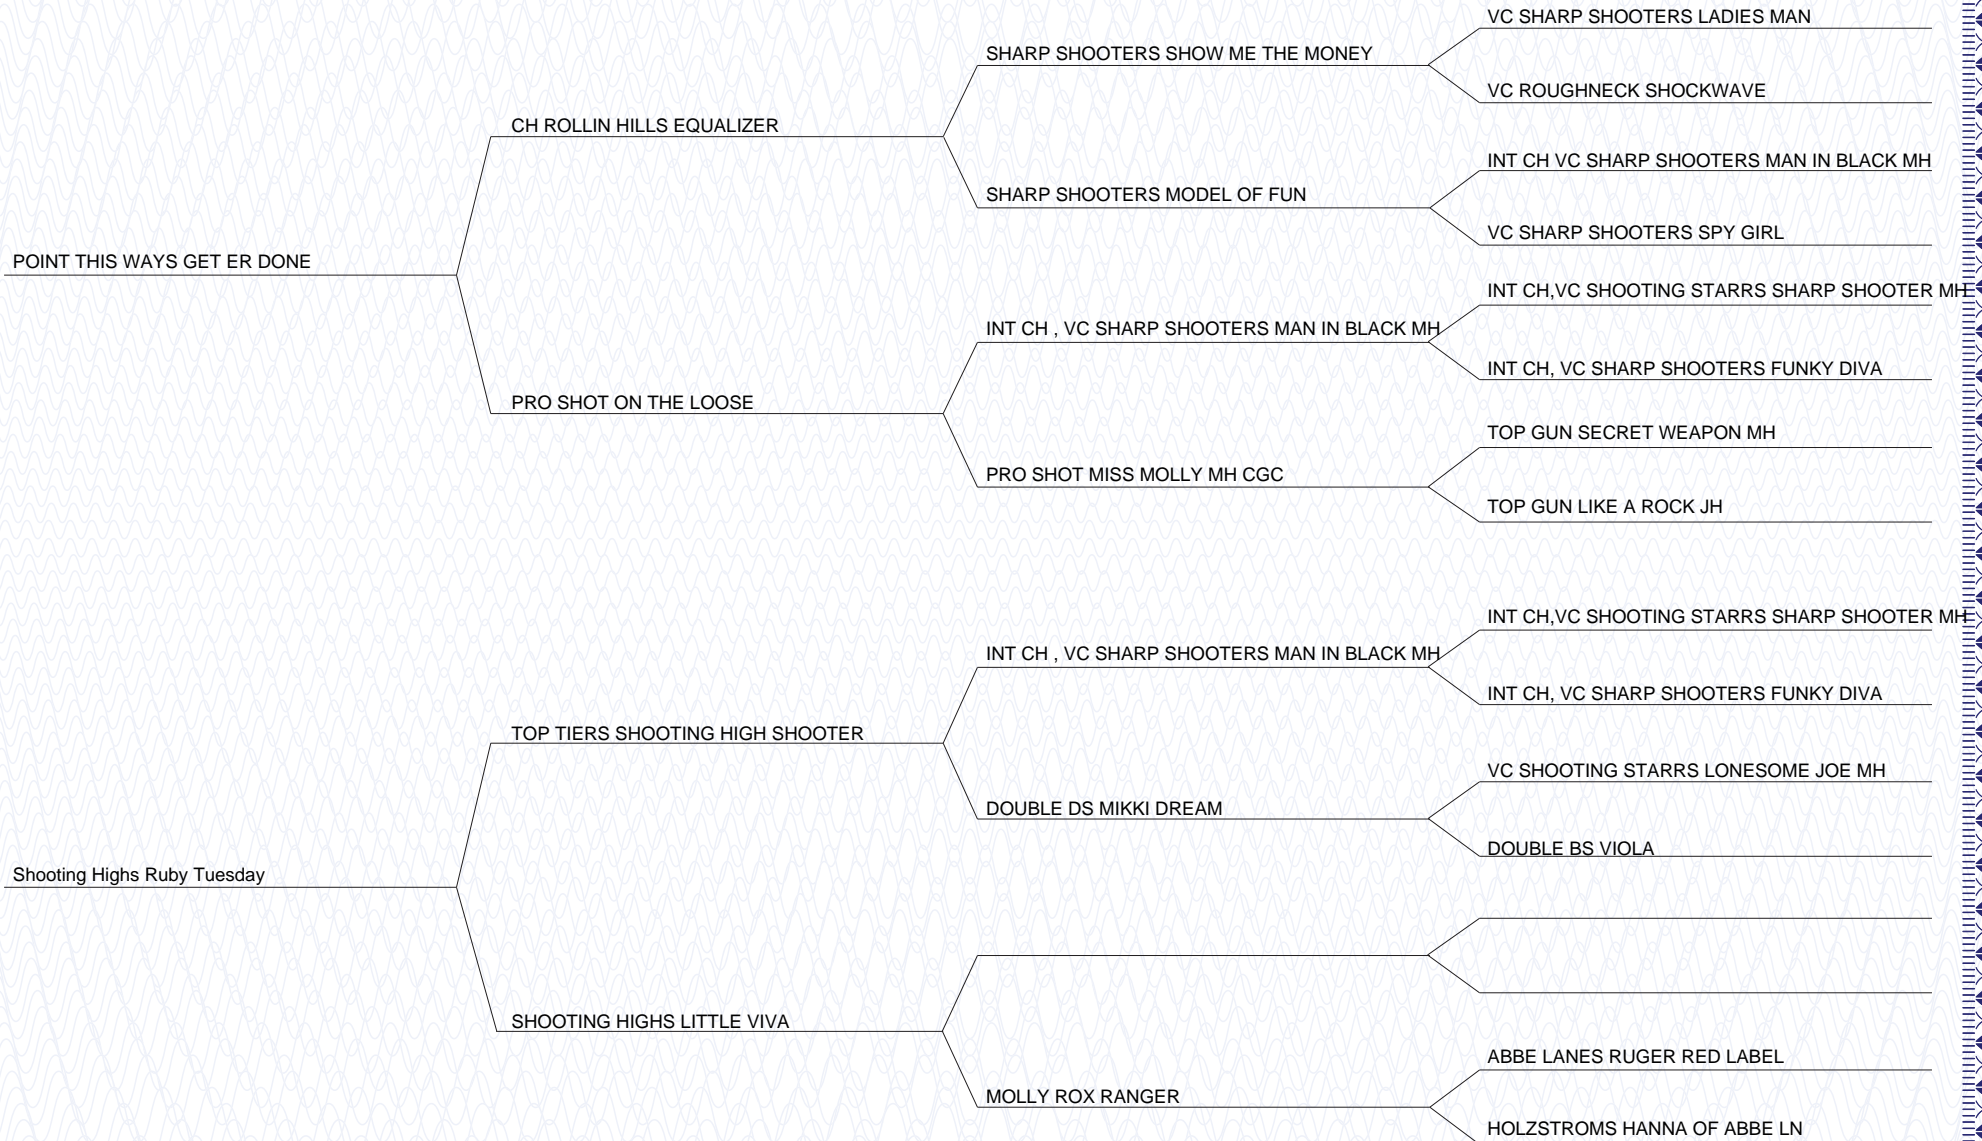 VC SHARP SHOOTERS LADIES MAN
SHARP SHOOTERS SHOW ME THE MONEY
VC ROUGHNECK SHOCKWAVE
CH ROLLIN HILLS EQUALIZER
INT CH VC SHARP SHOOTERS MAN IN BLACK MH
SHARP SHOOTERS MODEL OF FUN
VC SHARP SHOOTERS SPY GIRL
POINT THIS WAYS GET ER DONE
INT CH,VC SHOOTING STARRS SHARP SHOOTER MH
INT CH , VC SHARP SHOOTERS MAN IN BLACK MH
INT CH, VC SHARP SHOOTERS FUNKY DIVA
PRO SHOT ON THE LOOSE
TOP GUN SECRET WEAPON MH
PRO SHOT MISS MOLLY MH CGC
TOP GUN LIKE A ROCK JH
INT CH,VC SHOOTING STARRS SHARP SHOOTER MH
INT CH , VC SHARP SHOOTERS MAN IN BLACK MH
INT CH, VC SHARP SHOOTERS FUNKY DIVA
TOP TIERS SHOOTING HIGH SHOOTER
VC SHOOTING STARRS LONESOME JOE MH
DOUBLE DS MIKKI DREAM
DOUBLE BS VIOLA
Shooting Highs Ruby Tuesday
SHOOTING HIGHS LITTLE VIVA
ABBE LANES RUGER RED LABEL
MOLLY ROX RANGER
HOLZSTROMS HANNA OF ABBE LN